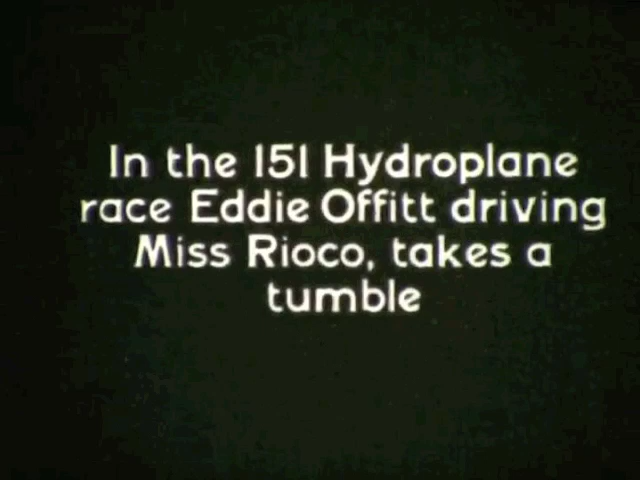 In the 151 Hydroplane
race Eddie Offitt driving
Miss Rioco, takes a
tumble